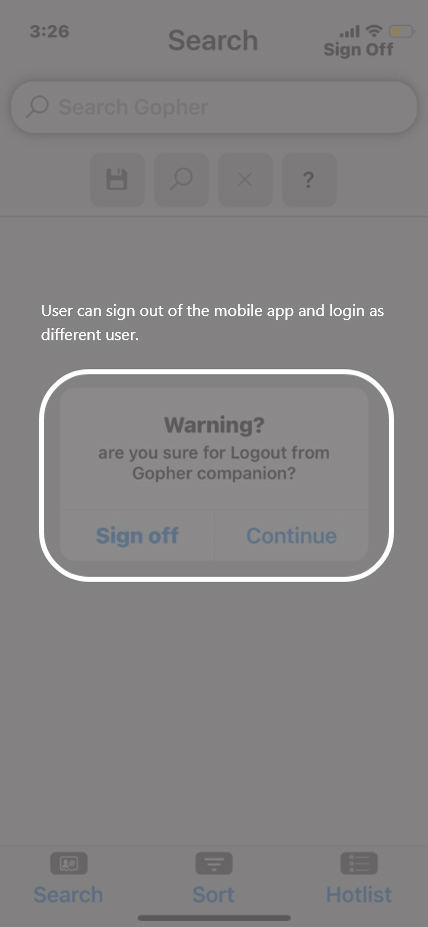 3:26
Search
Sign Off
Search Gopher
?
User can sign out of the mobile app and login as
different user.
Warning?
are you sure for Logout from
Gopher companion?
Sign off Continue
Search Sort Hotlist